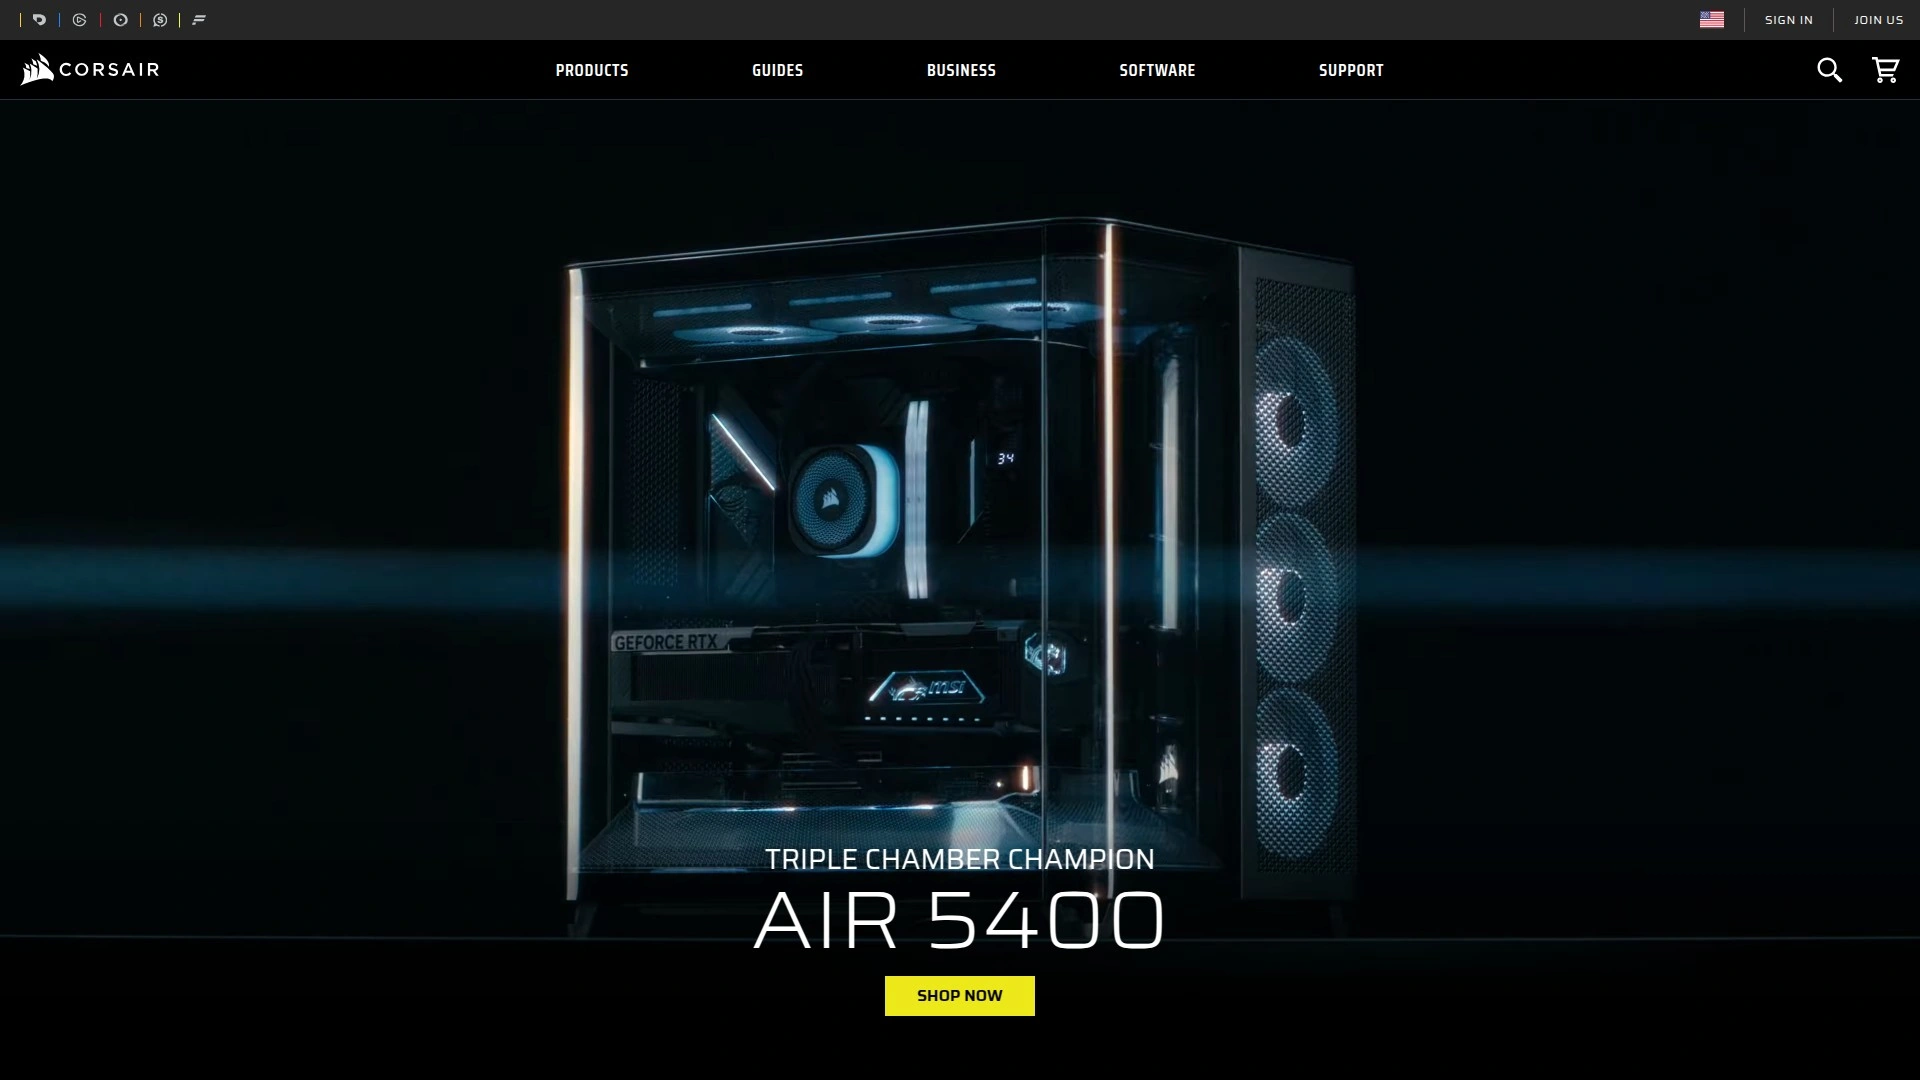 SIGN IN
JOIN US
CORSAIR
PRODUCTS
GUIDES
BUSINESS
SOFTWARE
SUPPORT
34
GEFORCE RTX
msi
TRIPLE CHAMBER CHAMPION
AIR 5400
SHOP NOW